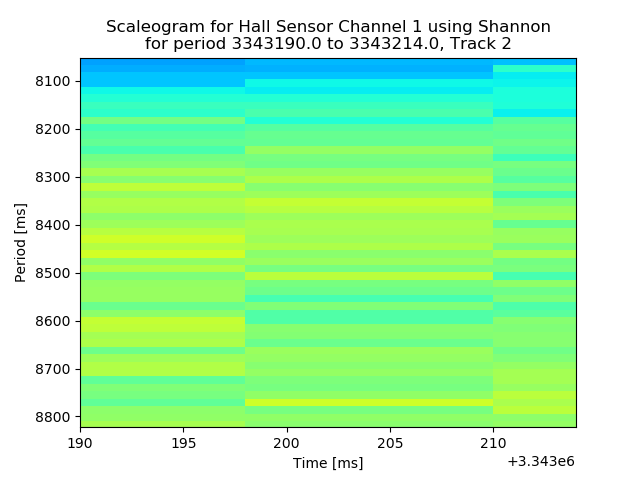 Scaleogram for Hall Sensor Channel 1 using Shannon
for period 3343190.0 to 3343214.0, Track 2
8100
8200
8300
8400
8500
8600
8700
8800
Period [ms]
190
195
200
205
210
Time [ms]
+3.343e6